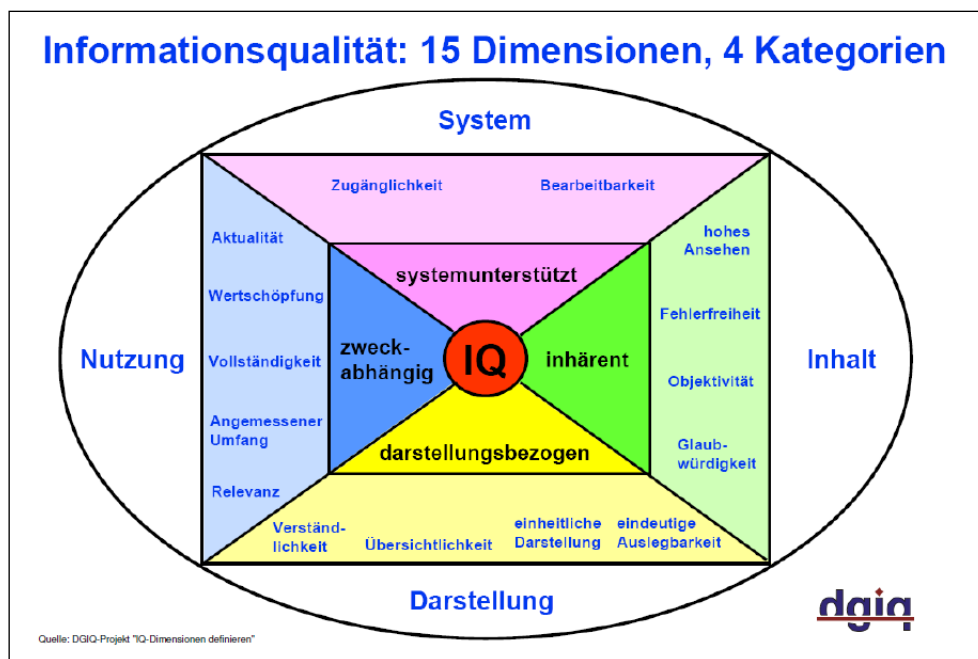 Informationsqualität: 15 Dimensionen, 4 Kategorien
System
Zugänglichkeit
Bearbeitbarkeit
systemunterstützt
Nutzung
Aktualität
Wertschöpfung
Vollständigkeit
Angemessener
Umfang
Relevanz
zweck-
abhängig
IQ
inhärent
hohes
Ansehen
Fehlerfreiheit
Objektivität
Glaub-
würdigkeit
Inhalt
darstellungsbezogen
Verständ-
lichkeit
Übersichtlichkeit
einheitliche
Darstellung
eindeutige
Auslegbarkeit
Darstellung
dgiq
Quelle: DGIQ-Projekt "IQ-Dimensionen definieren"